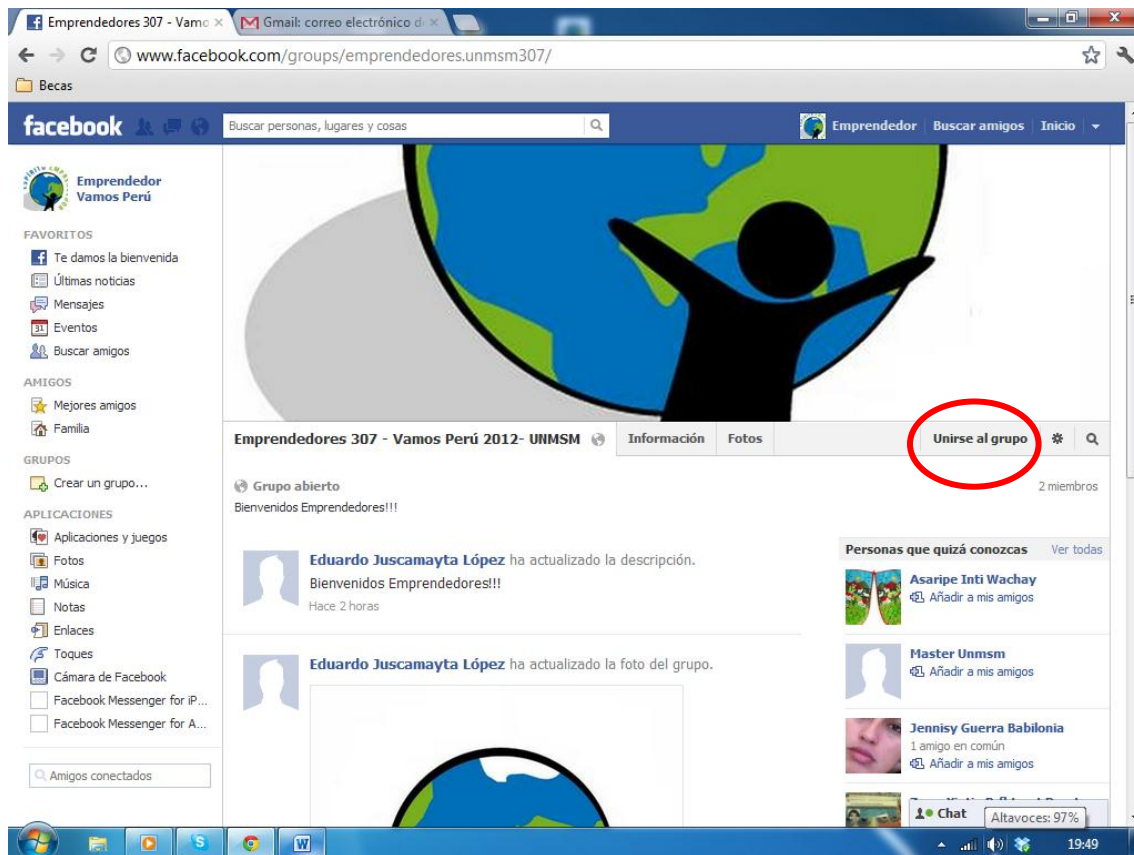 Emprendedores 307 - Vamo
Gmail: correo electrónico d
www.facebook.com/groups/emprendedores.unmsm307/
Becas
facebook
Buscar personas, lugares y cosas
Emprendedor
Buscar amigos
Inicio
Emprendedor
Vamos Perú
FAVORITOS
Te damos la bienvenida
Últimas noticias
Mensajes
31
Eventos
Buscar amigos
AMIGOS
Mejores amigos
Familia
GRUPOS
Crear un grupo...
APLICACIONES
Aplicaciones y juegos
Fotos
Música
Notas
Enlaces
Toques
Cámara de Facebook
Facebook Messenger for iP...
Facebook Messenger for A...
Amigos conectados
Emprendedores 307 - Vamos Perú 2012- UNMSM
Información
Fotos
Unirse al grupo
Grupo abierto
2 miembros
Bienvenidos Emprendedores!!!
Eduardo Juscamayta López ha actualizado la descripción.
Bienvenidos Emprendedores!!!
Hace 2 horas
Eduardo Juscamayta López ha actualizado la foto del grupo.
Personas que quizá conozcas
Ver todas
Asaripe Inti Wachay
Añadir a mis amigos
Master Unmsm
Añadir a mis amigos
Jennisy Guerra Babilonia
1 amigo en común
Añadir a mis amigos
1 Chat
Altavoces: 97%
19:49